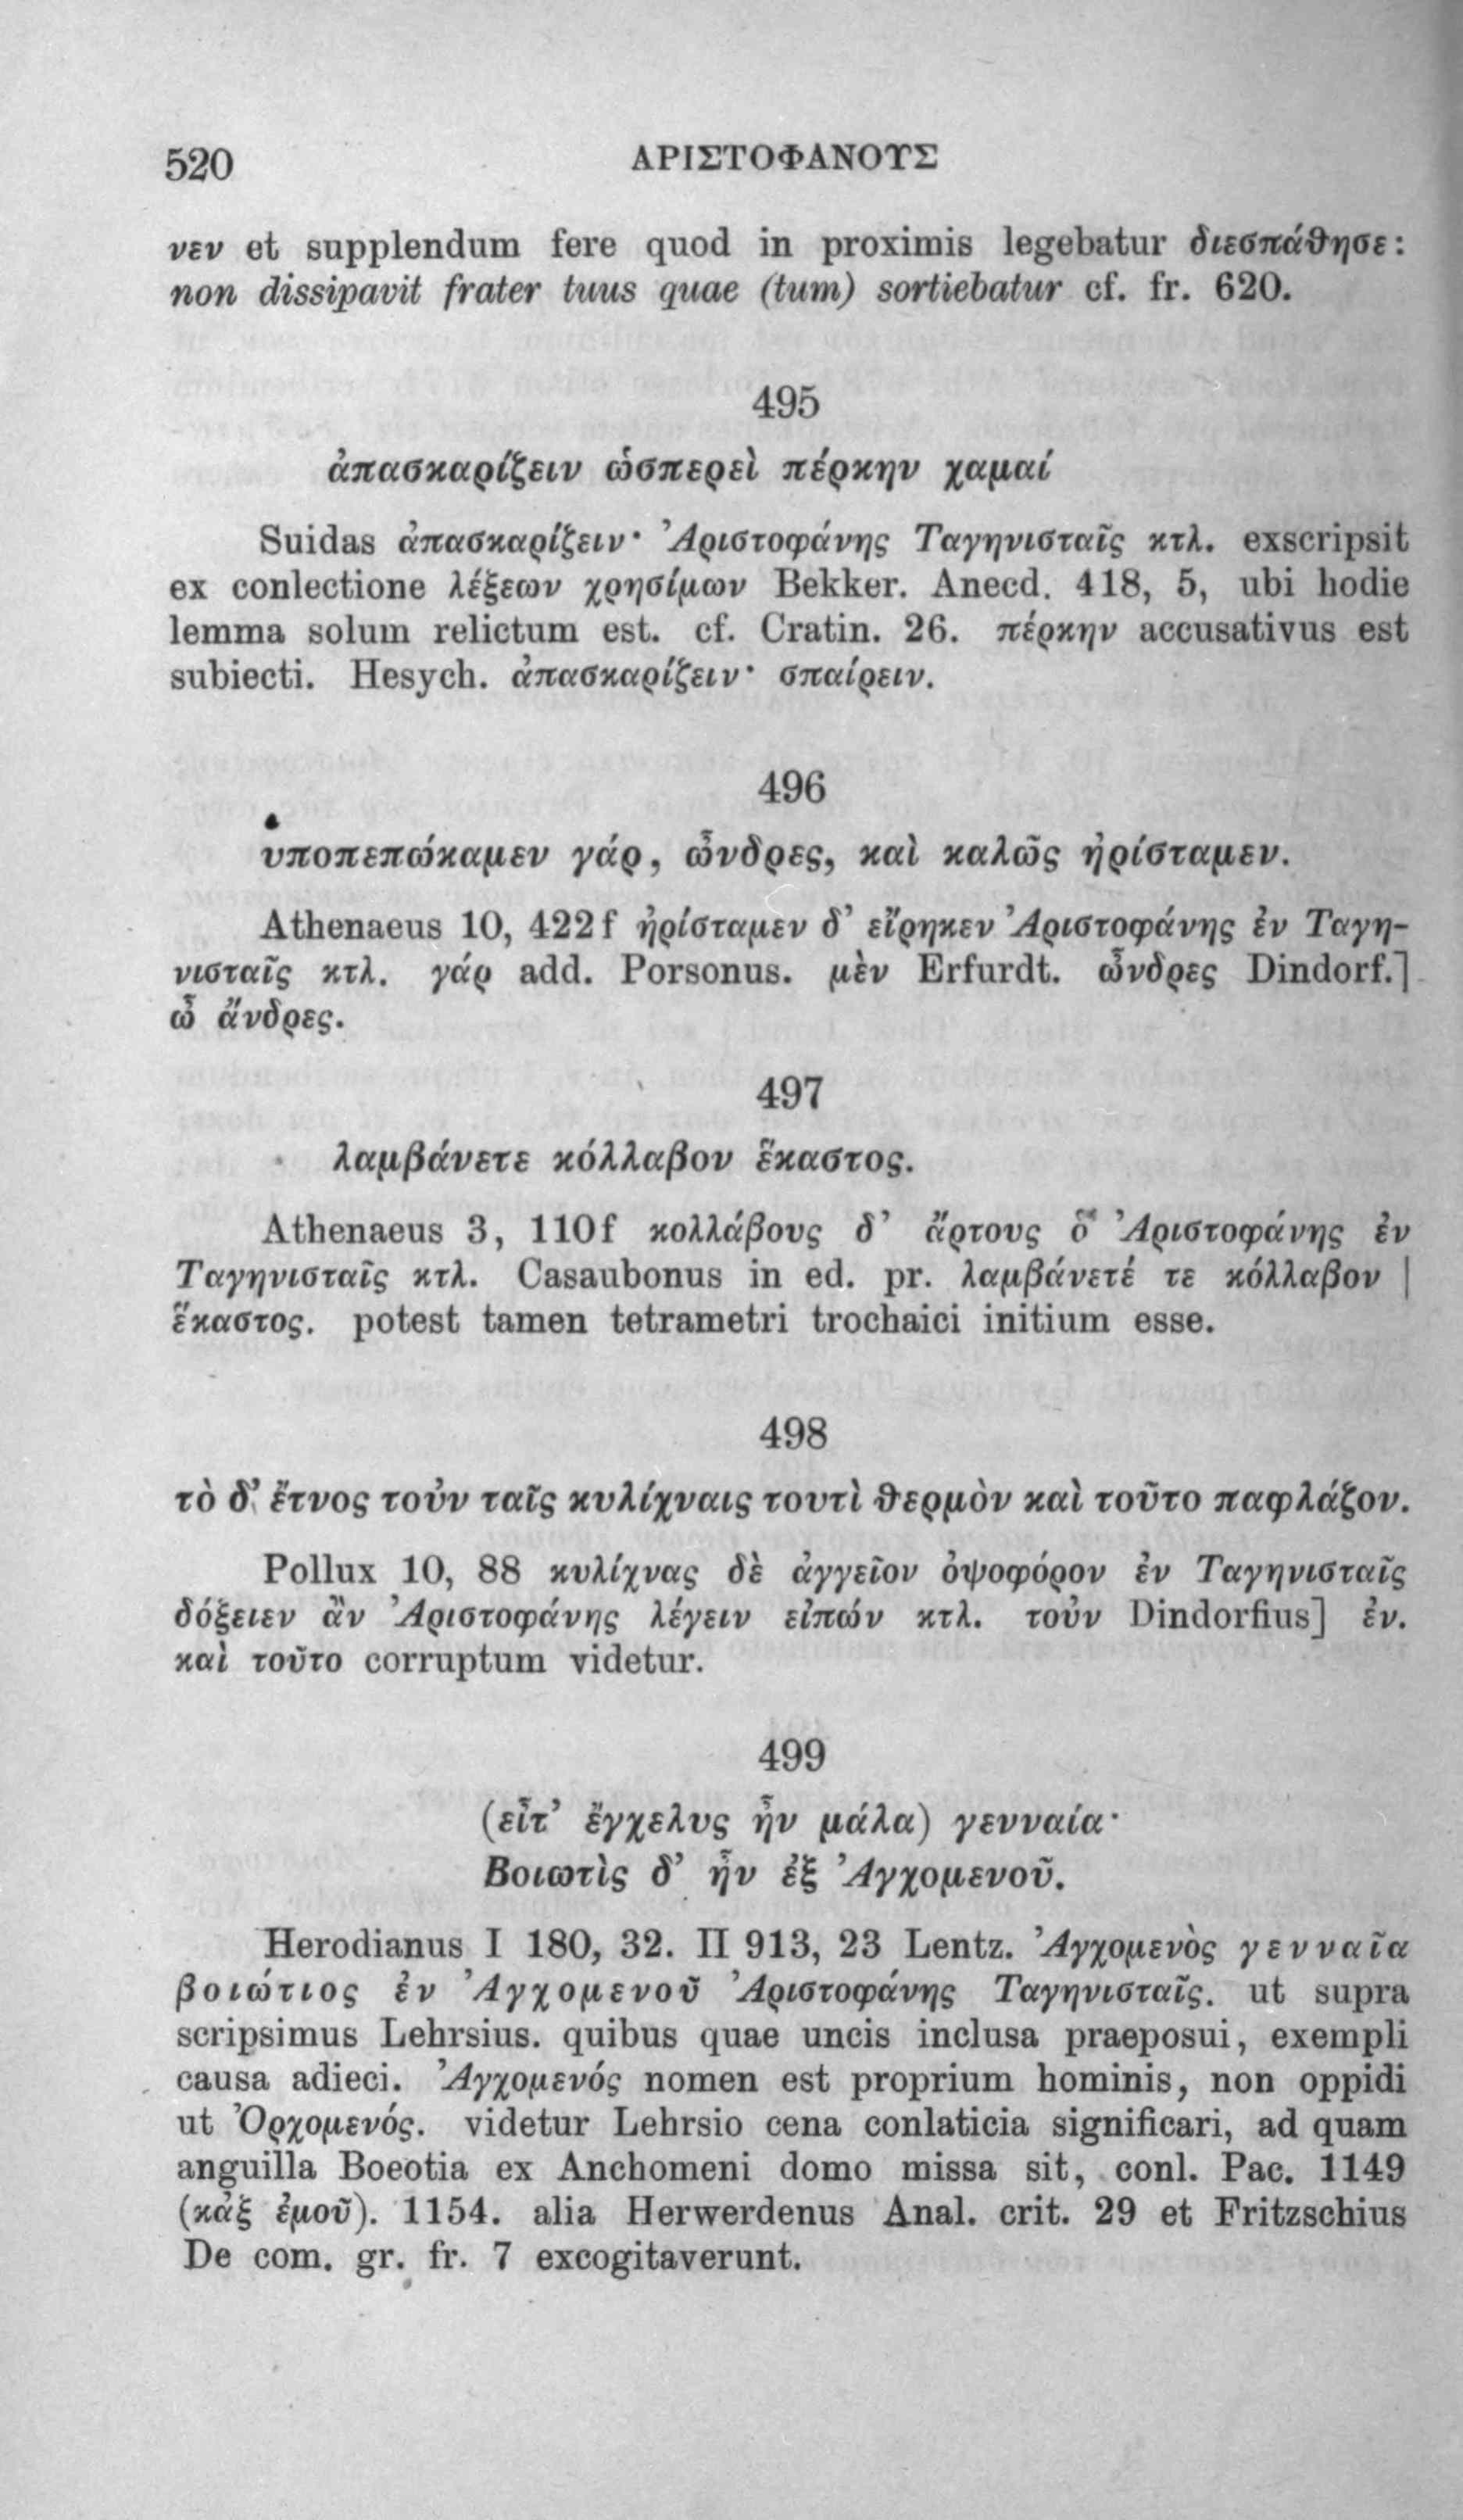 520 ΑΡΙΣΤΟΦΑΝΟΥΣ
νεν et supplendum fere quod in proximis legebatur διεσπάθησε:
non dissipavit frater tuus quae (tum) sortiebatur cf. fr. 620.
495
ἀπασκαρίζειν ὡσπερεὶ πέρκην χαμαί
Suidas ἀπασκαρίζειν· Ἀριστοφάνης Ταγηνισταῖς κτλ. exscripsit
ex conlectione λέξεων χρησίμων Bekker. Anecd. 418, 5, ubi hodie
lemma solum relictum est. cf. Cratin. 26. πέρκην accusativus est
subiecti. Hesych. ἀπασκαρίζειν· σπαίρειν.
496
ὑποπεπώκαμεν γάρ, ὦνδρες, καὶ καλῶς ἠρίσταμεν.
Athenaeus 10, 422f ἠρίσταμεν δ’ εἴρηκεν Ἀριστοφάνης ἐν Ταγη-
νισταῖς κτλ. γάρ add. Porsonus. μὲν Erfurdt. ὦνδρες Dindorf.]
ὦ ἄνδρες.
497
λαμβάνετε κόλλαβον ἕκαστος.
Athenaeus 3, 110f κολλάβους δ’ ἄρτους ὁ Ἀριστοφάνης ἐν
Ταγηνισταῖς κτλ. Casaubonus in ed. pr. λαμβάνετέ τε κόλλαβον |
ἕκαστος. potest tamen tetrametri trochaici initium esse.
498
τὸ δ’ ἔτνος τοὐν ταῖς κυλίχναις τουτὶ θερμὸν καὶ τοῦτο παφλάζον.
Pollux 10, 88 κυλίχνας δὲ ἀγγεῖον ὀψοφόρον ἐν Ταγηνισταῖς
δόξειεν ἂν Ἀριστοφάνης λέγειν εἰπών κτλ. τοὐν Dindorfius] ἐν.
καὶ τοῦτο corruptum videtur.
499
(εἶτ’ ἔγχελυς ἦν μάλα) γενναία·
Βοιωτὶς δ’ ἦν ἐξ Ἀγχομενοῦ.
Herodianus I 180, 32. II 913, 23 Lentz. Ἀγχομενὸς γενναῖα
βοιώτιος ἐν Ἀγχομενοῦ Ἀριστοφάνης Ταγηνισταῖς. ut supra
scripsimus Lehrsius. quibus quae uncis inclusa praeposui, exempli
causa adieci. Ἀγχομενός nomen est proprium hominis, non oppidi
ut Ὀρχομενός. videtur Lehrsio cena conlaticia significari, ad quam
anguilla Boeotia ex Anchomeni domo missa sit, conl. Pac. 1149
(κἀξ ἐμοῦ). 1154. alia Herwerdenus Anal. crit. 29 et Fritzschius
De com. gr. fr. 7 excogitaverunt.